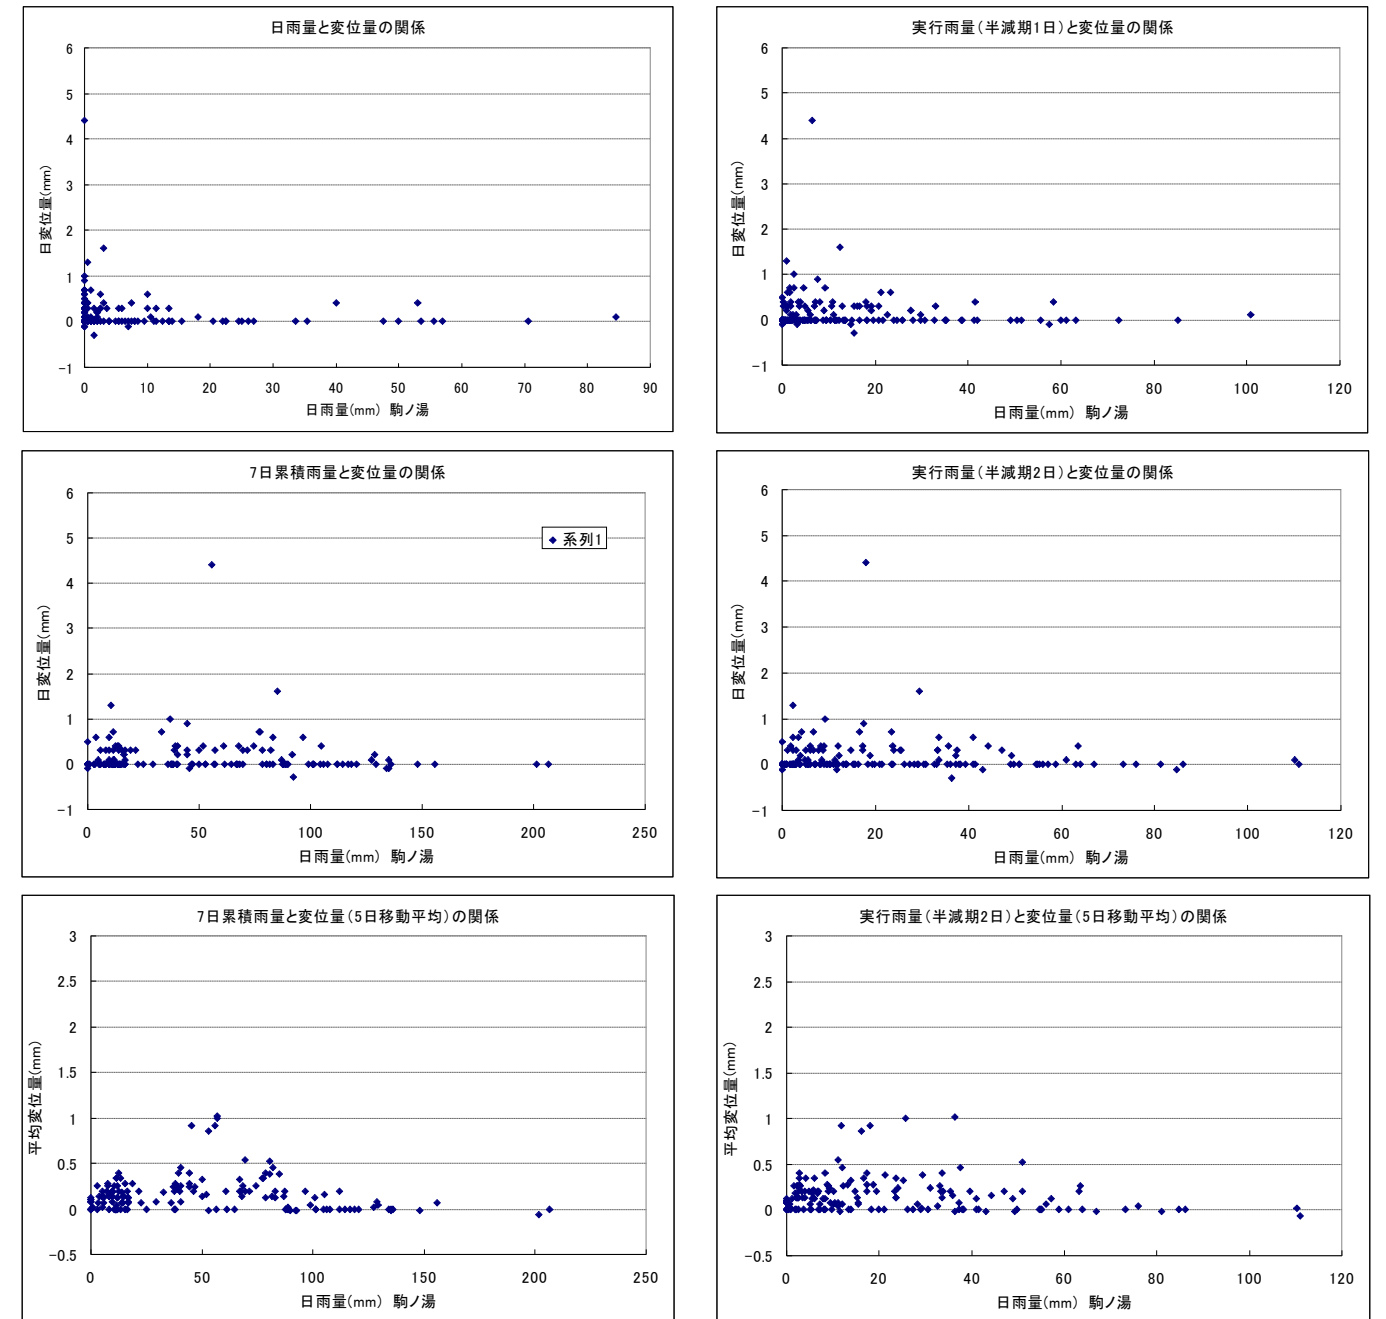 日雨量と変位量の関係
6
5
4
3
2
1
0
−1
日変位量(mm)
0 10 20 30 40 50 60 70 80 90
日雨量(mm) 駒ノ湯
実行雨量(半減期1日)と変位量の関係
6
5
4
3
2
1
0
−1
日変位量(mm)
0 20 40 60 80 100 120
日雨量(mm) 駒ノ湯
7日累積雨量と変位量の関係
6
5
4
3
2
1
0
−1
日変位量(mm)
系列1
0 50 100 150 200 250
日雨量(mm) 駒ノ湯
実行雨量(半減期2日)と変位量の関係
6
5
4
3
2
1
0
−1
日変位量(mm)
0 20 40 60 80 100 120
日雨量(mm) 駒ノ湯
7日累積雨量と変位量(5日移動平均)の関係
3
2.5
2
1.5
1
0.5
0
−0.5
平均変位量(mm)
0 50 100 150 200 250
日雨量(mm) 駒ノ湯
実行雨量(半減期2日)と変位量(5日移動平均)の関係
3
2.5
2
1.5
1
0.5
0
−0.5
平均変位量(mm)
0 20 40 60 80 100 120
日雨量(mm) 駒ノ湯